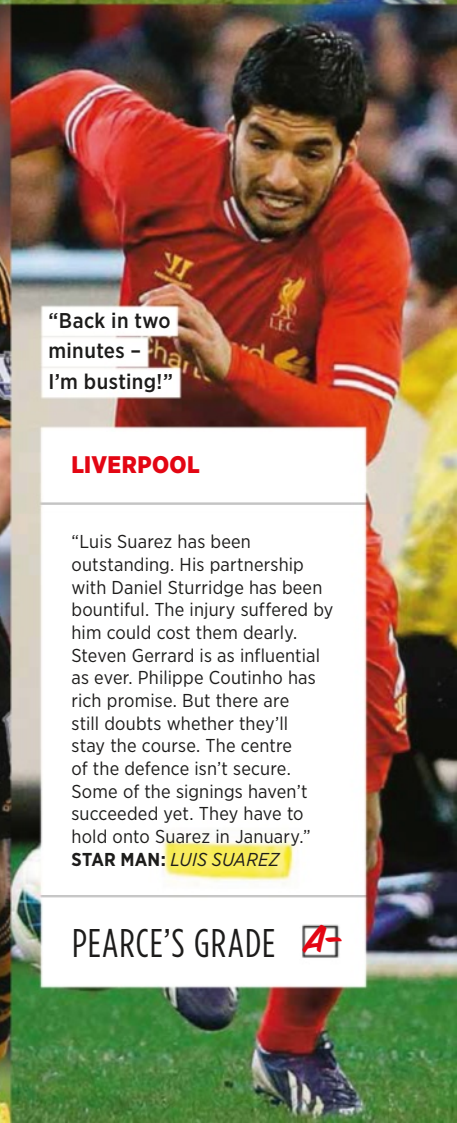 L.F.C.
"Back in two
minutes –
I'm busting!"
LIVERPOOL
"Luis Suarez has been
outstanding. His partnership
with Daniel Sturridge has been
bountiful. The injury suffered by
him could cost them dearly.
Steven Gerrard is as influential
as ever. Philippe Coutinho has
rich promise. But there are
still doubts whether they'll
stay the course. The centre
of the defence isn't secure.
Some of the signings haven't
succeeded yet. They have to
hold onto Suarez in January."
STAR MAN: LUIS SUAREZ
PEARCE'S GRADE A-